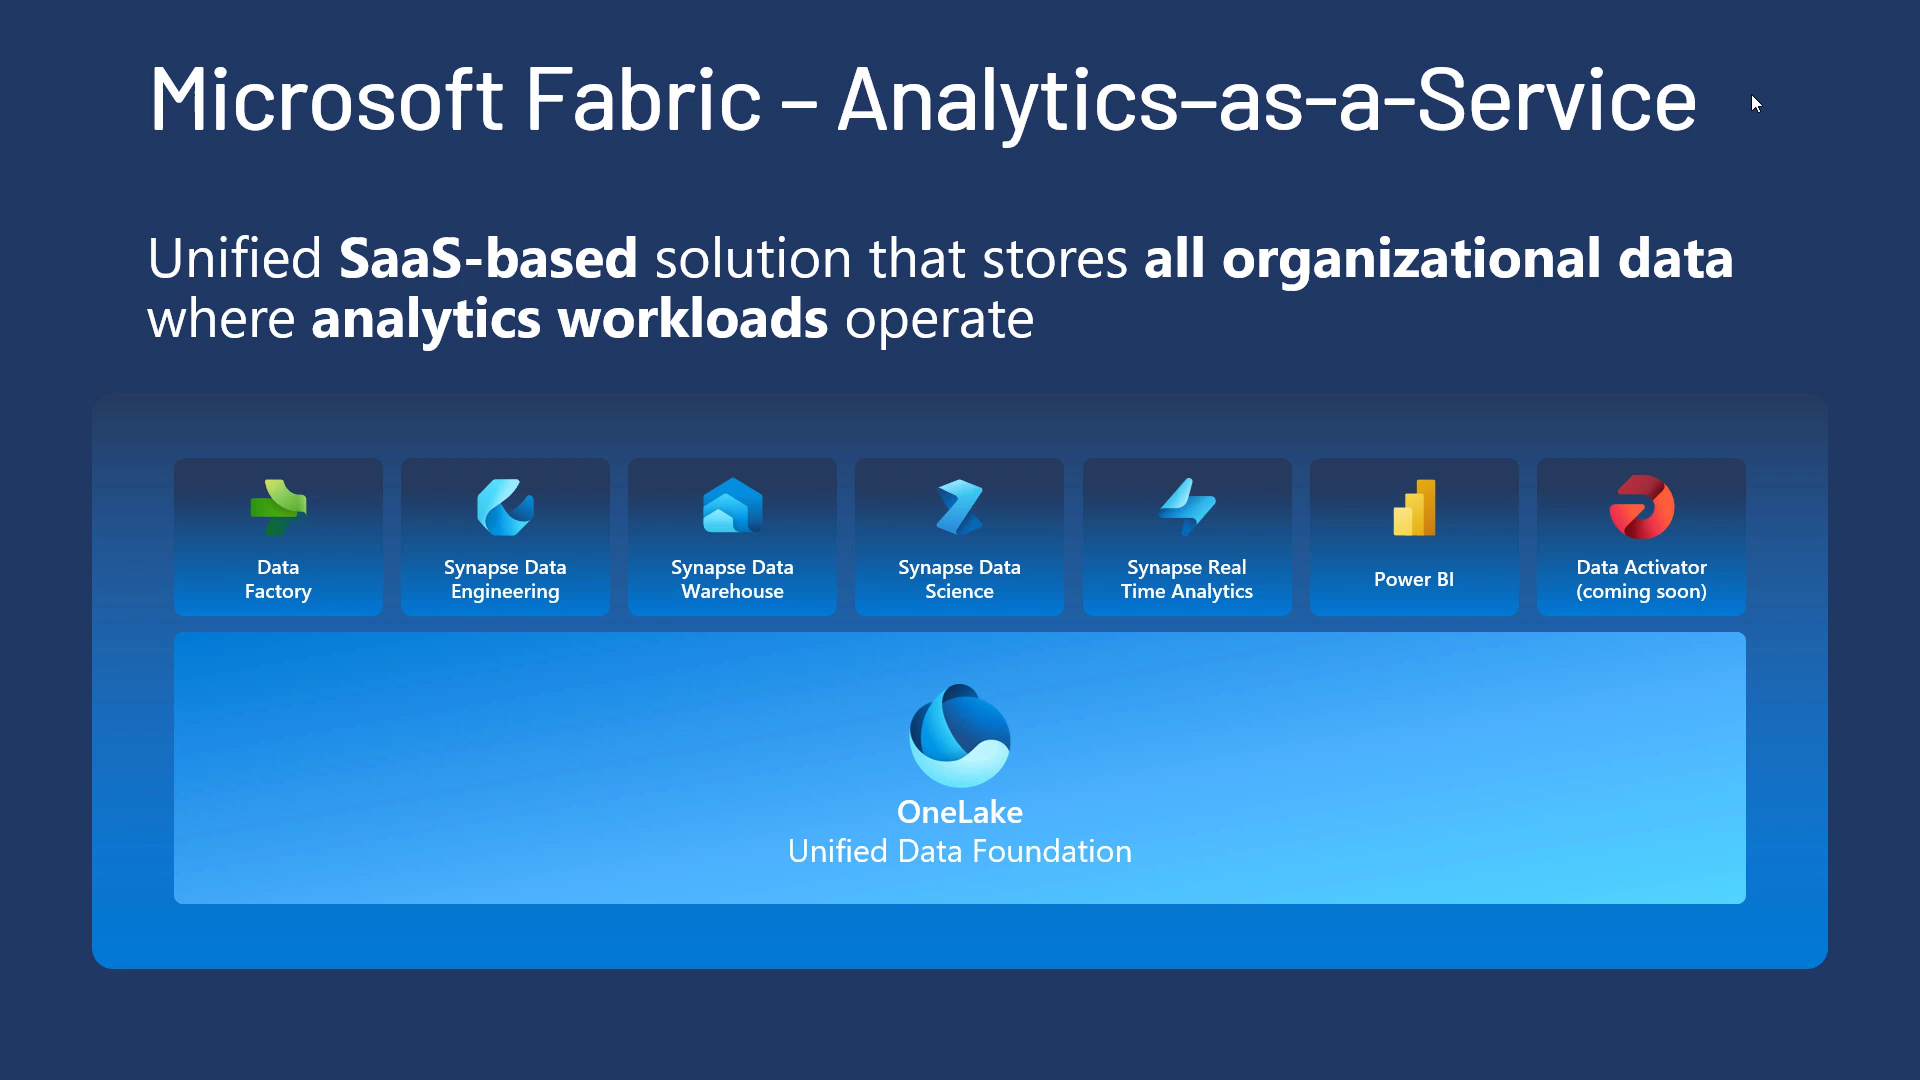 Microsoft Fabric – Analytics-as-a-Service
Unified SaaS-based solution that stores all organizational data
where analytics workloads operate
Data
Factory
Synapse Data
Engineering
Synapse Data
Warehouse
Synapse Data
Science
Synapse Real
Time Analytics
Power BI
Data Activator
(coming soon)
OneLake
Unified Data Foundation